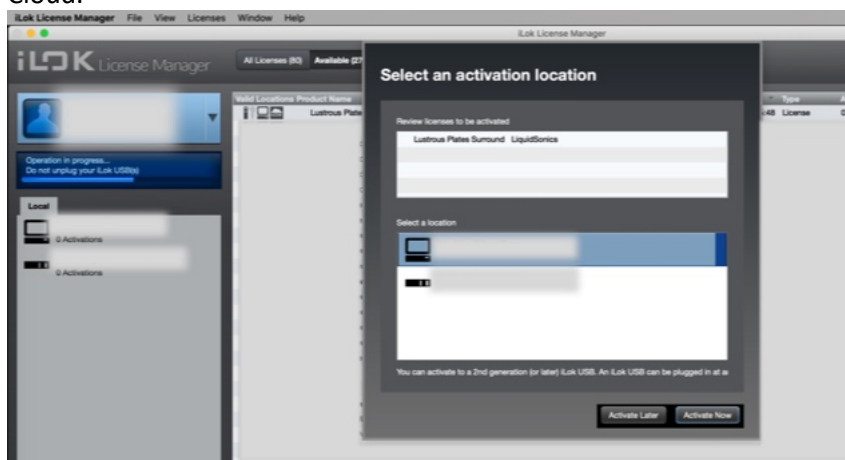 Cloud.
iLok License Manager File View Licenses Window Help
iLok License Manager
iLOK License Manager
All Licenses (80) Available (27
Select an activation location
Valid Locations Product Name
Type
Lustrous Plate
:48 License
Review licenses to be activated
Lustrous Plates Surround LiquidSonics
Operation in progress...
Do not unplug your iLok USB(s)
Local
Select a location
0 Activations
0 Activations
You can activate to a 2nd generation (or later) iLok USB. An iLok USB can be plugged in at a
Activate Later Activate Now